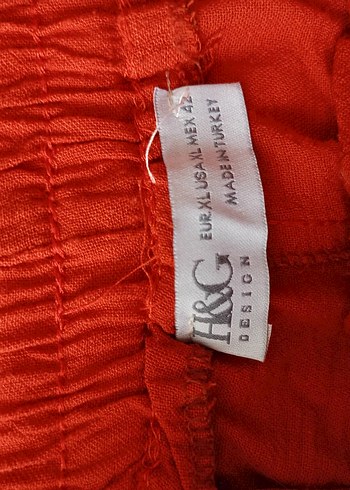 H&G
DESIGN
EUR XL USA XL MEX 42
MADE IN TURKEY